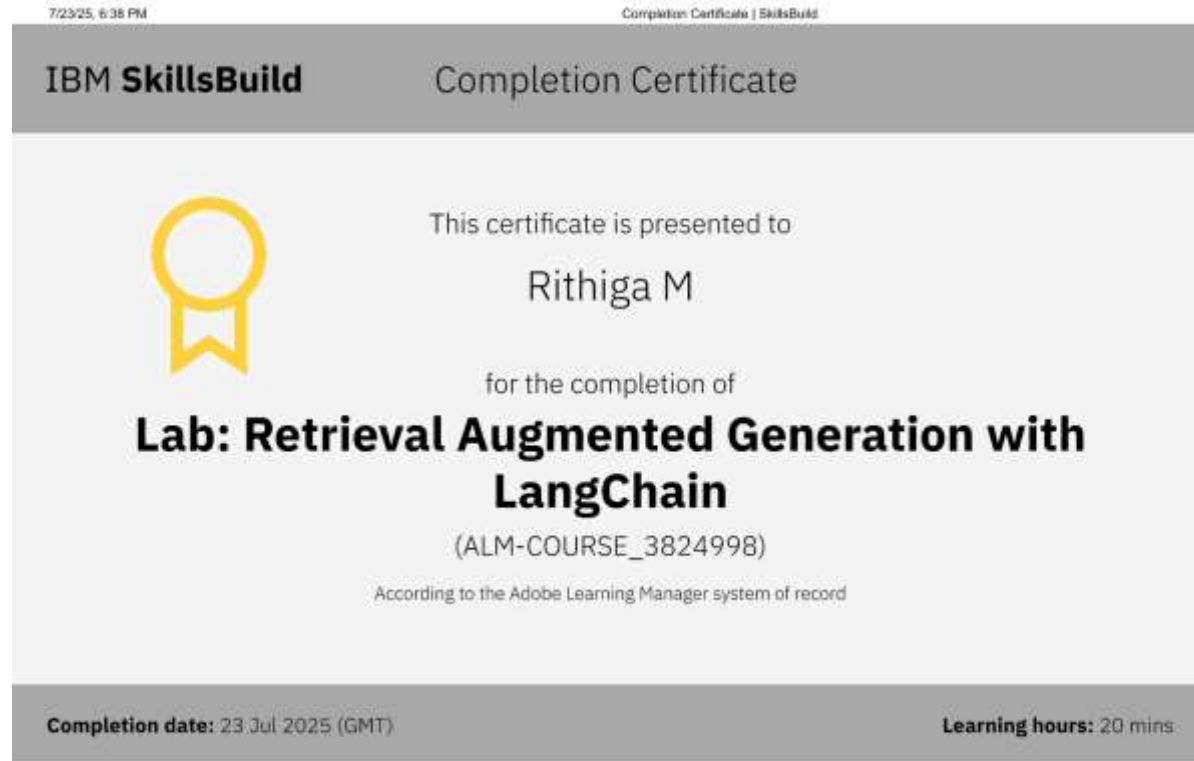 7/23/25, 6:38 PM Completion Certificate | SkillsBuild
IBM SkillsBuild Completion Certificate
This certificate is presented to
Rithiga M
for the completion of
Lab: Retrieval Augmented Generation with
LangChain
(ALM-COURSE_3824998)
According to the Adobe Learning Manager system of record
Completion date: 23 Jul 2025 (GMT) Learning hours: 20 mins